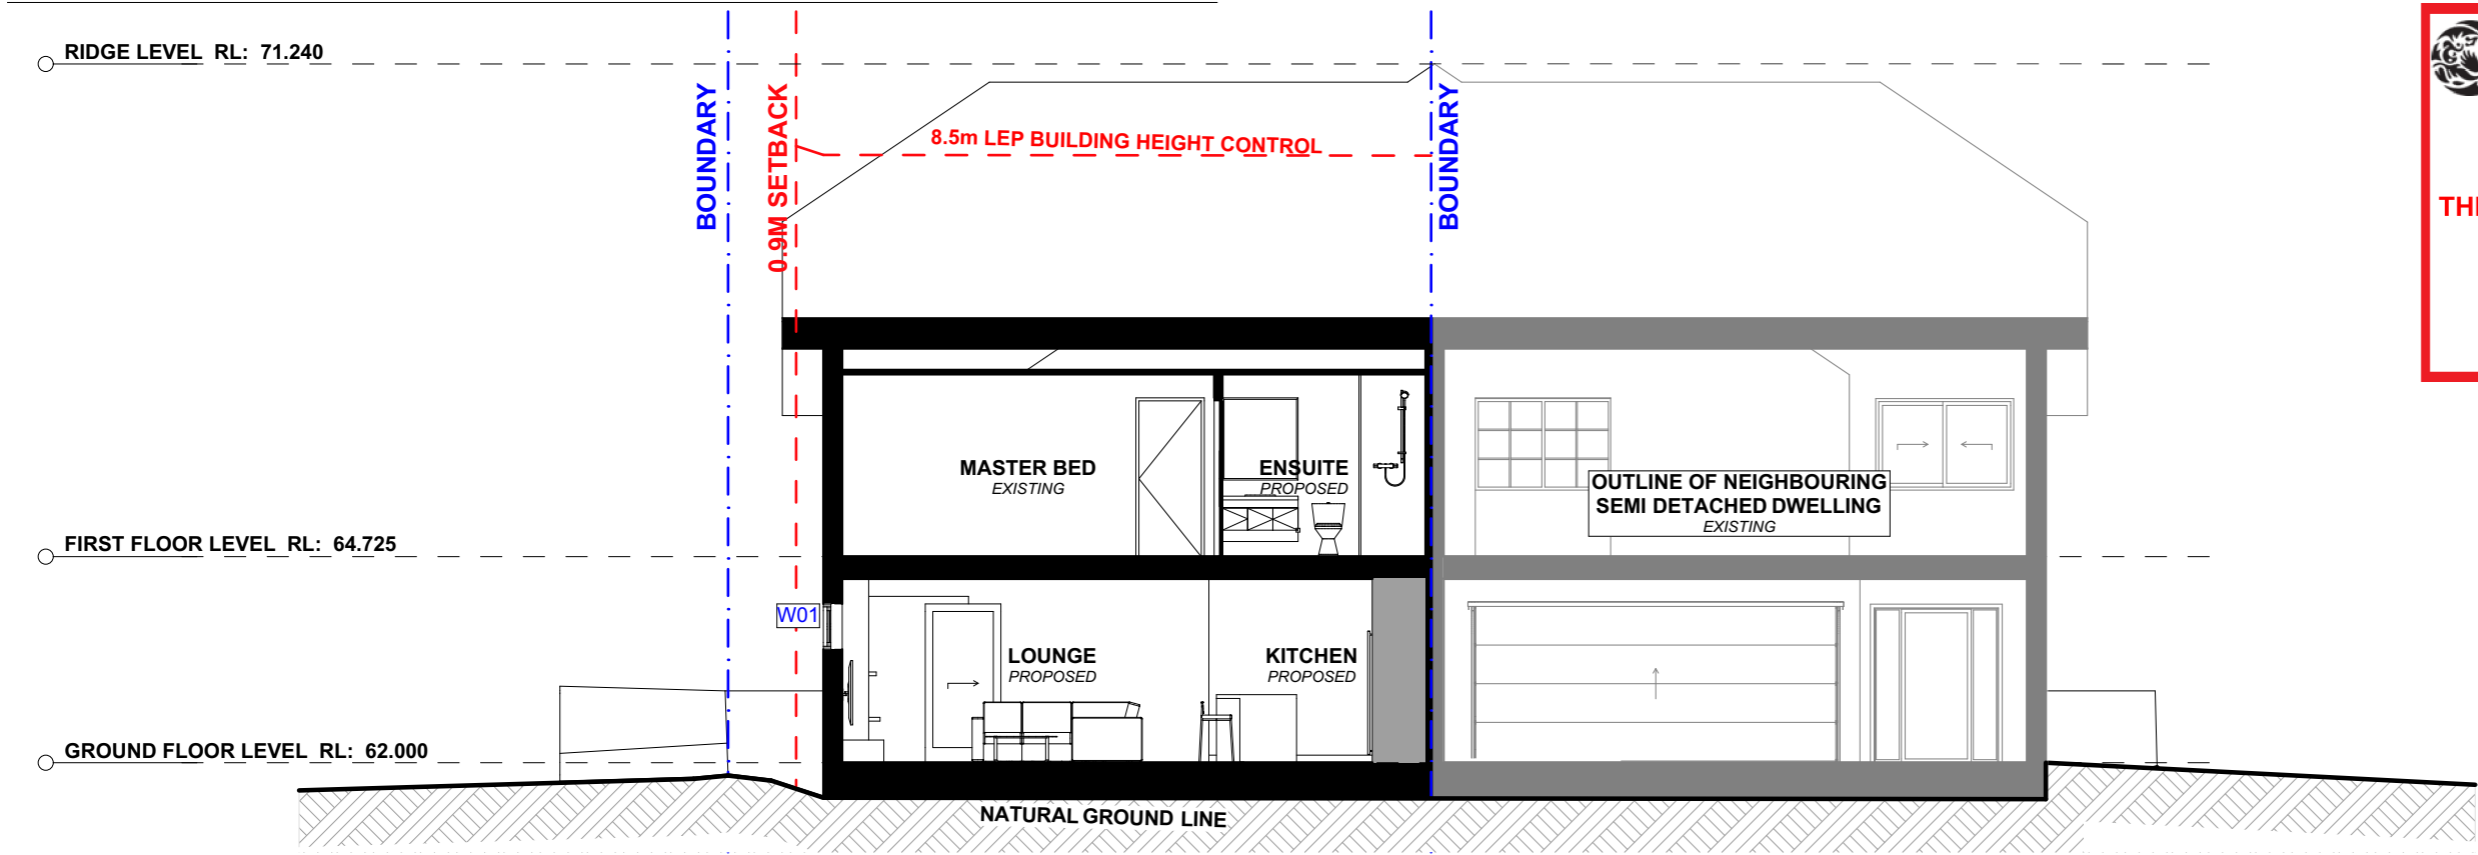 RIDGE LEVEL RL: 71.240
BOUNDARY
0.9M SETBACK
8.5m LEP BUILDING HEIGHT CONTROL
BOUNDARY
MASTER BED
EXISTING
ENSUITE
PROPOSED
OUTLINE OF NEIGHBOURING
SEMI DETACHED DWELLING
EXISTING
FIRST FLOOR LEVEL RL: 64.725
W01
LOUNGE
PROPOSED
KITCHEN
PROPOSED
GROUND FLOOR LEVEL RL: 62.000
NATURAL GROUND LINE